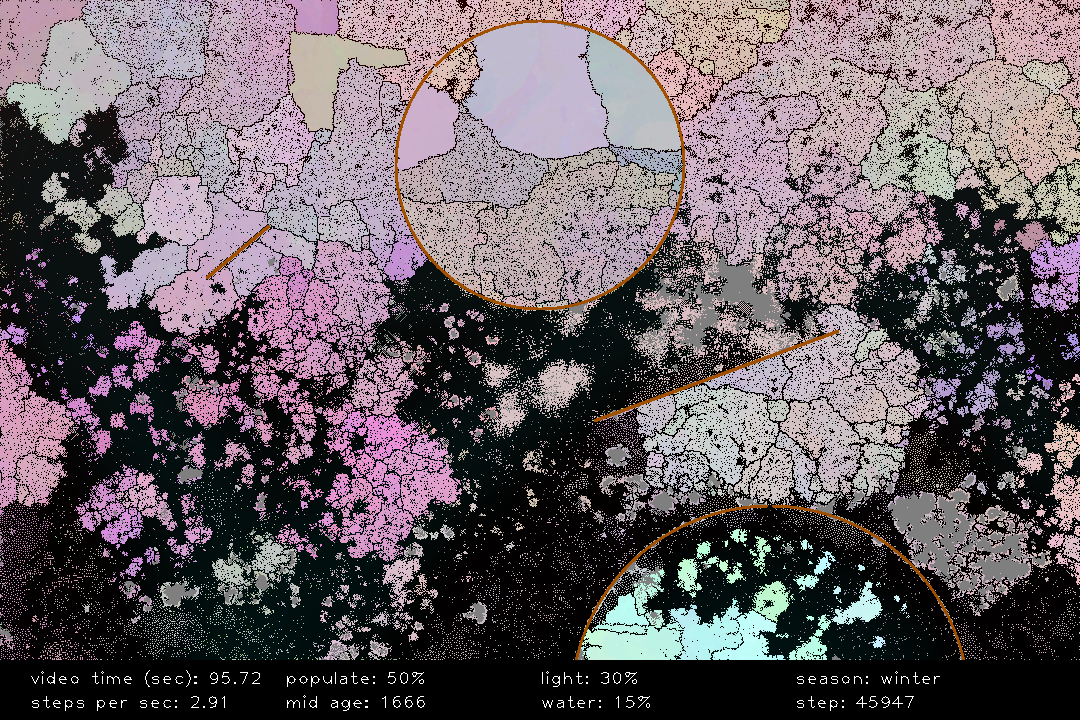 video time (sec): 95.72 populate: 50% light: 30% season: winter
steps per sec: 2.91 mid age: 1666 water: 15% step: 45947